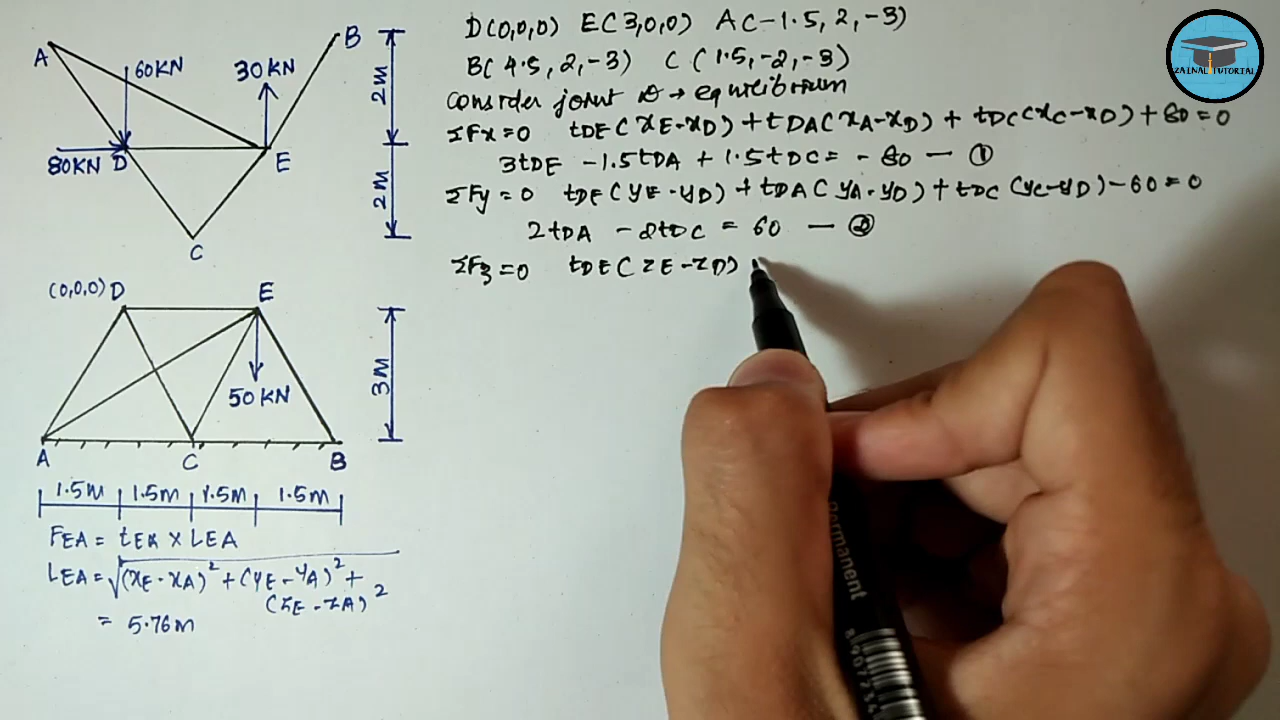 A
B
60KN
30KN
2M
80KN D
E
2M
C
(0,0,0) D
E
50KN
3M
A
C
B
1.5M 1.5M 1.5M 1.5M
FEA = tEA × LEA
LEA = √(xE-xA)² + (yE-yA)² +
(zE-zA)²
= 5.76m
D(0,0,0) E(3,0,0) A(-1.5, 2, -3)
B(4.5, 2, -3) C (1.5, -2, -3)
Consider joint D → equilibrium
ΣFx = 0 tDE(xE-xD) + tDA(xA-xD) + tDC(xC-xD) + 80 = 0
3tDE - 1.5tDA + 1.5tDC = -80 — ①
ΣFy = 0 tDE(yE-yD) + tDA(yA-yD) + tDC(yC-yD) - 60 = 0
2tDA - 2tDC = 60 — ②
ΣFz = 0 tDE(zE-zD)
ZAINAL TUTORIAL
Permanent